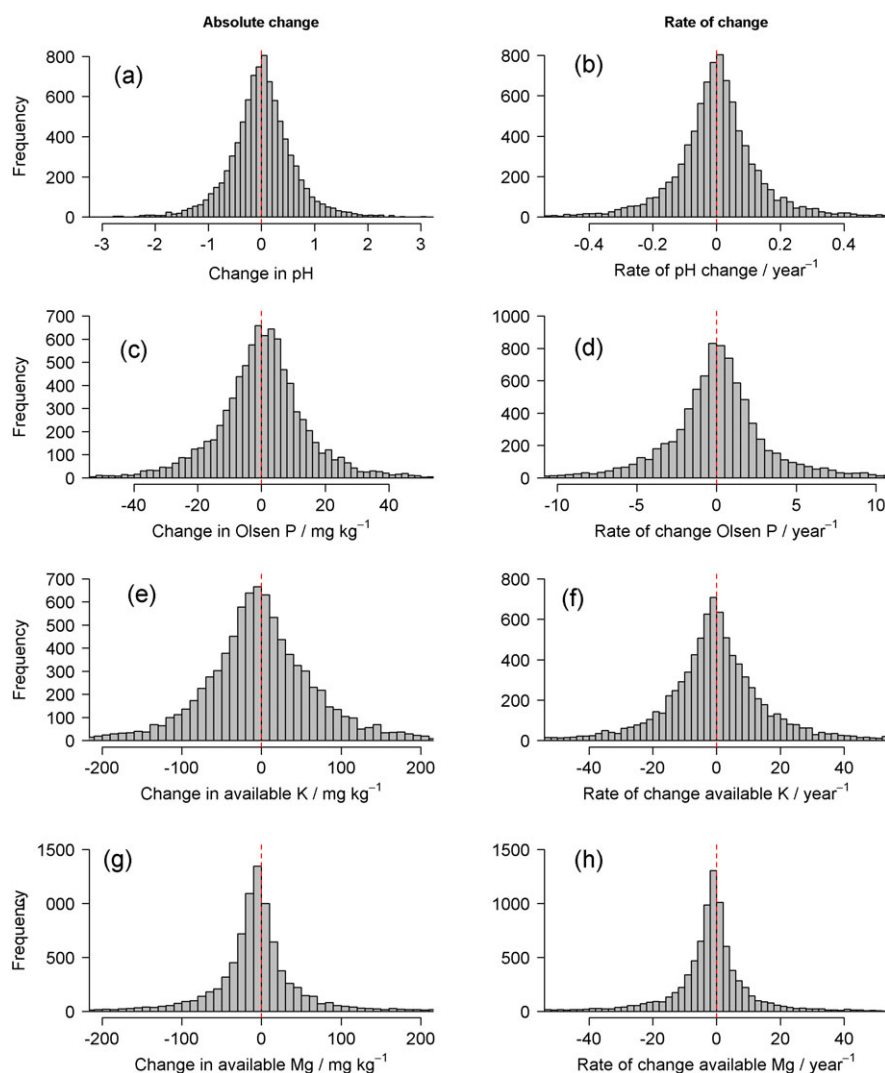 Absolute change
Rate of change
(a)
Frequency
800
600
400
200
0
-3 -2 -1 0 1 2 3
Change in pH
(b)
800
600
400
200
0
-0.4 -0.2 0 0.2 0.4
Rate of pH change / year⁻¹
(c)
Frequency
700
600
500
400
300
200
100
0
-40 -20 0 20 40
Change in Olsen P / mg kg⁻¹
(d)
1000
800
600
400
200
0
-10 -5 0 5 10
Rate of change Olsen P / year⁻¹
(e)
Frequency
700
600
500
400
300
200
100
0
-200 -100 0 100 200
Change in available K / mg kg⁻¹
(f)
800
600
400
200
0
-40 -20 0 20 40
Rate of change available K / year⁻¹
(g)
Frequency
1500
000
500
0
-200 -100 0 100 200
Change in available Mg / mg kg⁻¹
(h)
1500
1000
500
0
-40 -20 0 20 40
Rate of change available Mg / year⁻¹